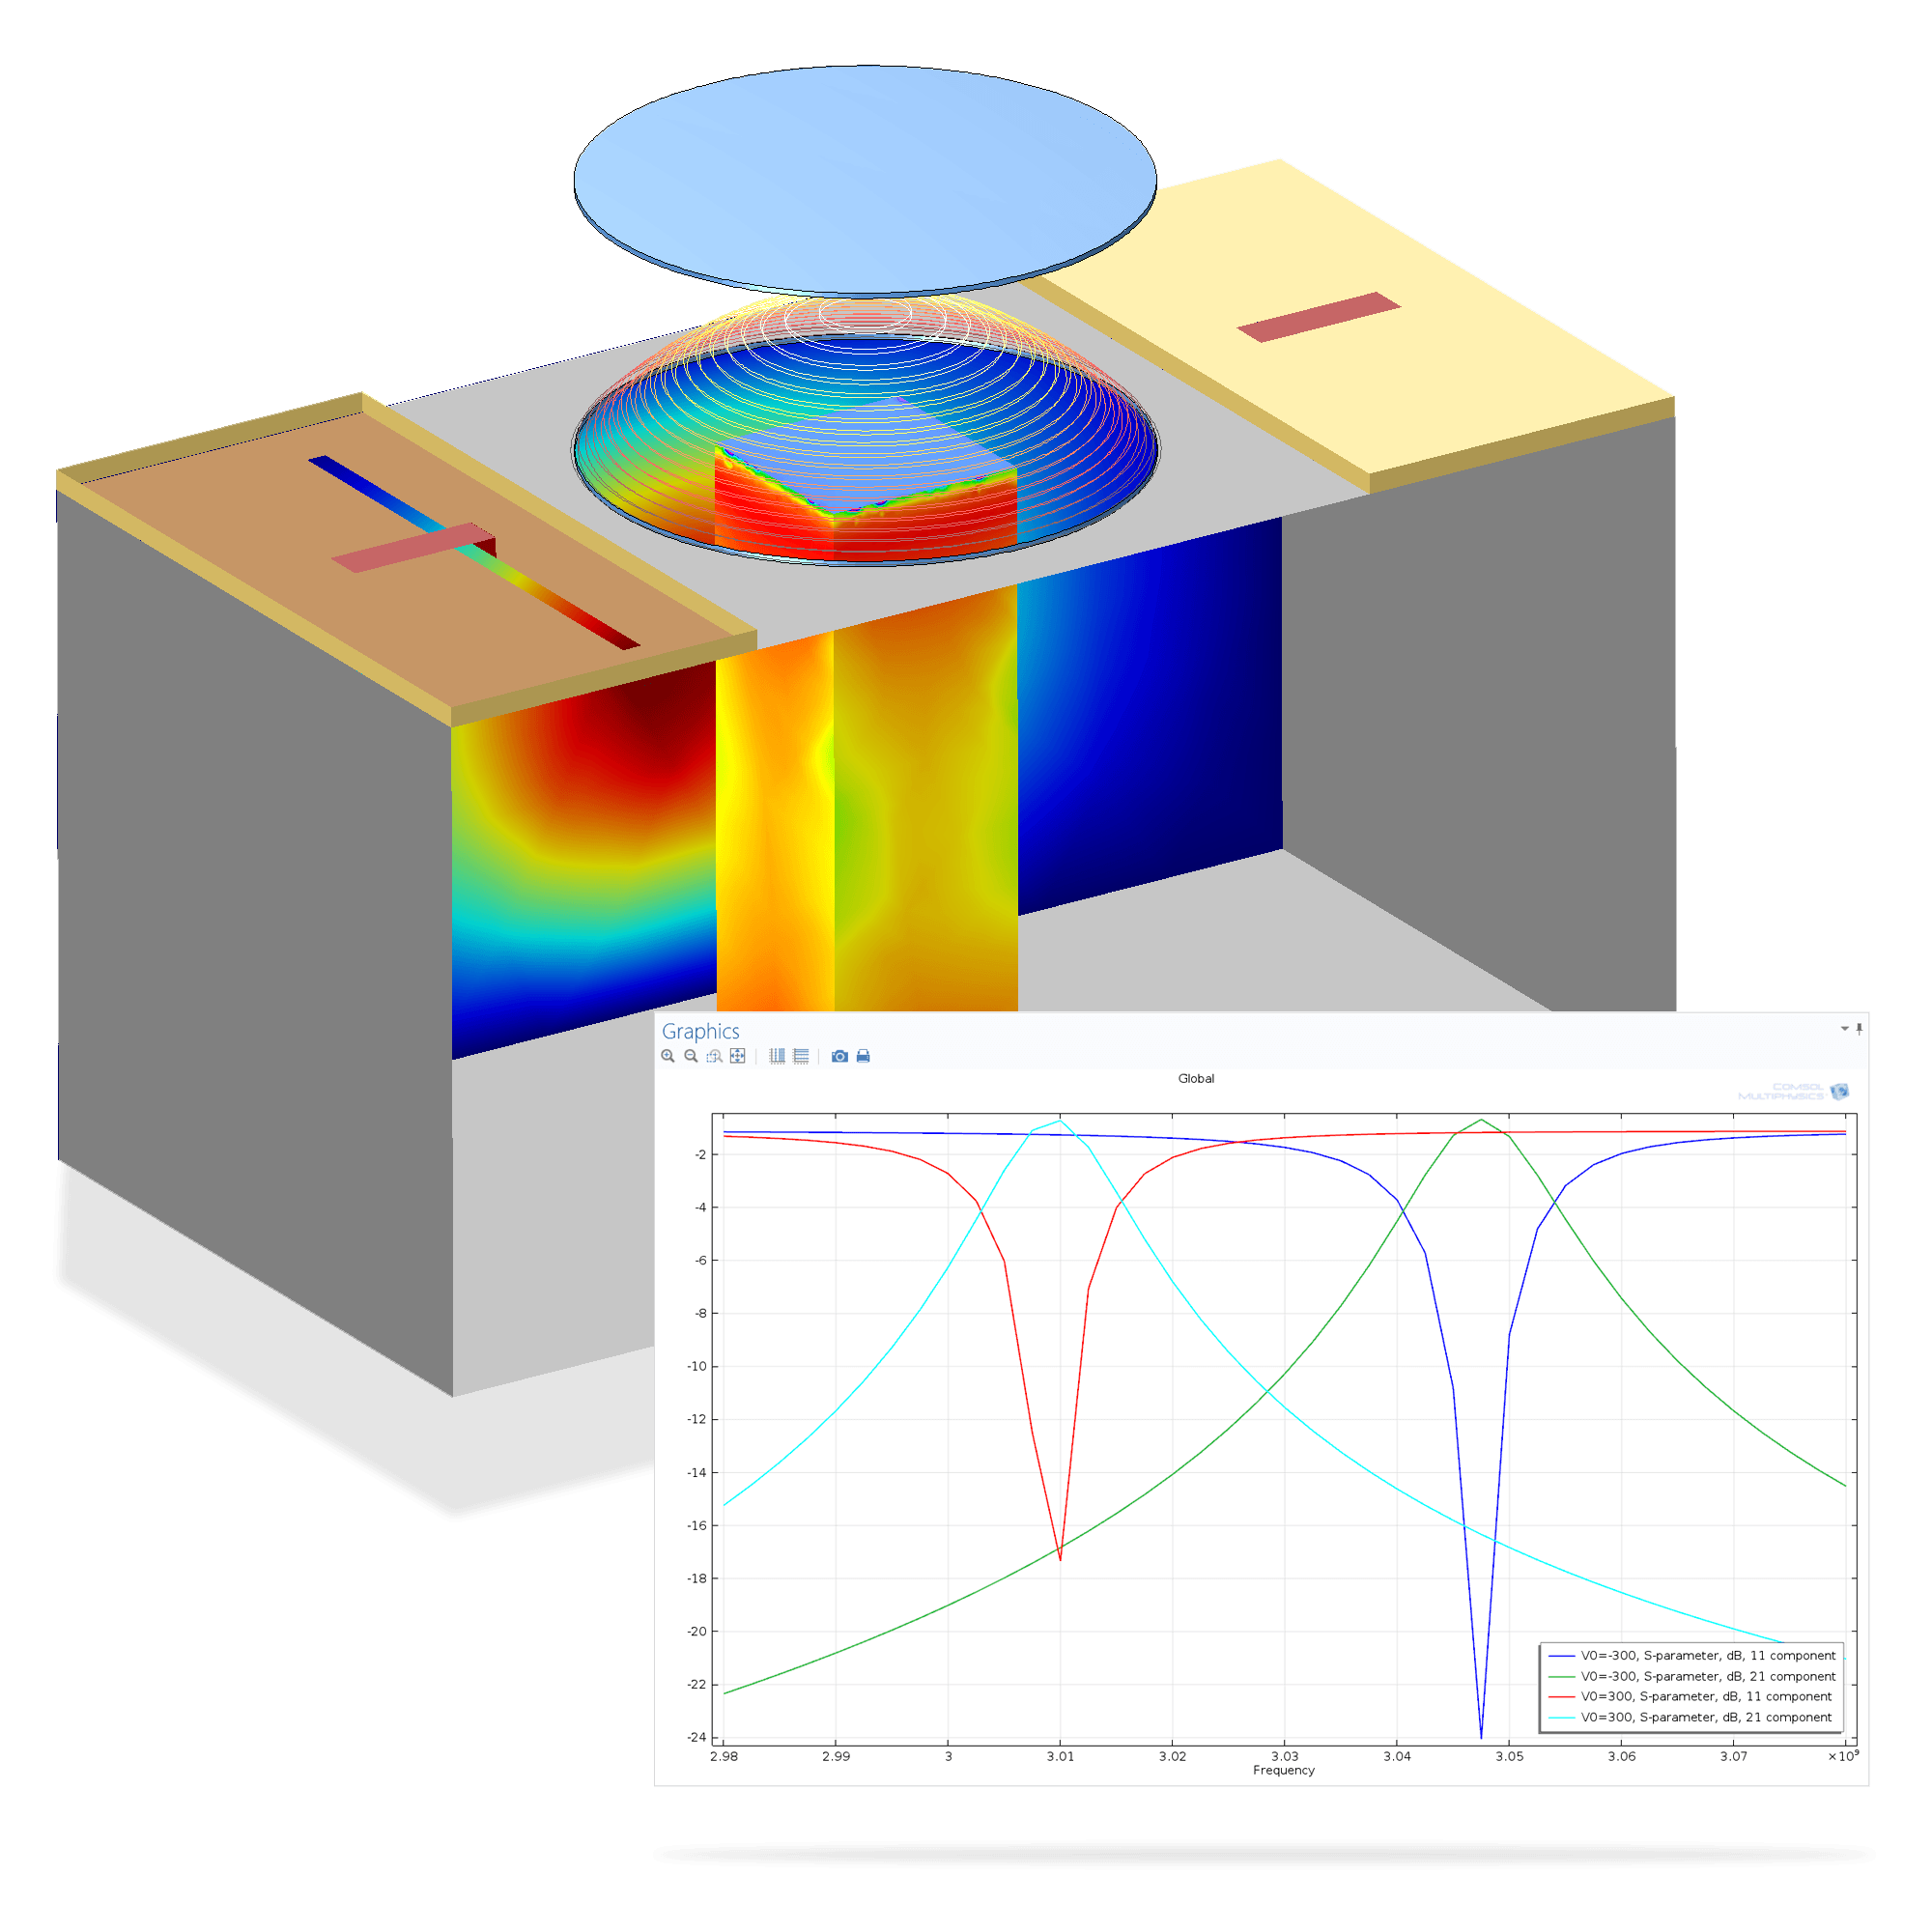 Graphics
Global
COMSOL
MULTIPHYSICS
-2
-4
-6
-8
-10
-12
-14
-16
-18
-20
-22
-24
V0=-300, S-parameter, dB, 11 component
V0=-300, S-parameter, dB, 21 component
V0=300, S-parameter, dB, 11 component
V0=300, S-parameter, dB, 21 component
2.98 2.99 3 3.01 3.02 3.03 3.04 3.05 3.06 3.07 ×10⁹
Frequency